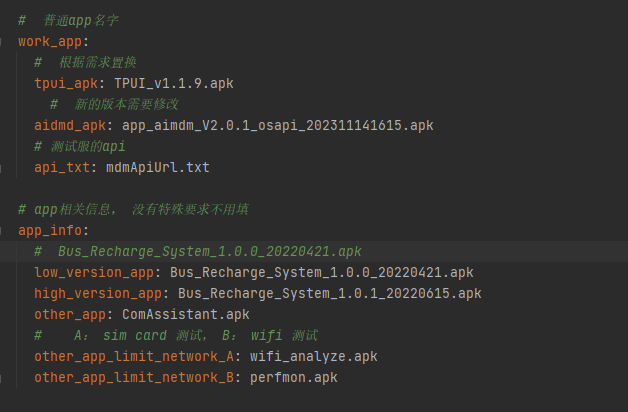 # 普通app名字
work_app:
# 根据需求置换
tpui_apk: TPUI_v1.1.9.apk
# 新的版本需要修改
aidmd_apk: app_aimdm_V2.0.1_osapi_202311141615.apk
# 测试服的api
api_txt: mdmApiUrl.txt
# app相关信息， 没有特殊要求不用填
app_info:
# Bus_Recharge_System_1.0.0_20220421.apk
low_version_app: Bus_Recharge_System_1.0.0_20220421.apk
high_version_app: Bus_Recharge_System_1.0.1_20220615.apk
other_app: ComAssistant.apk
# A： sim card 测试， B： wifi 测试
other_app_limit_network_A: wifi_analyze.apk
other_app_limit_network_B: perfmon.apk